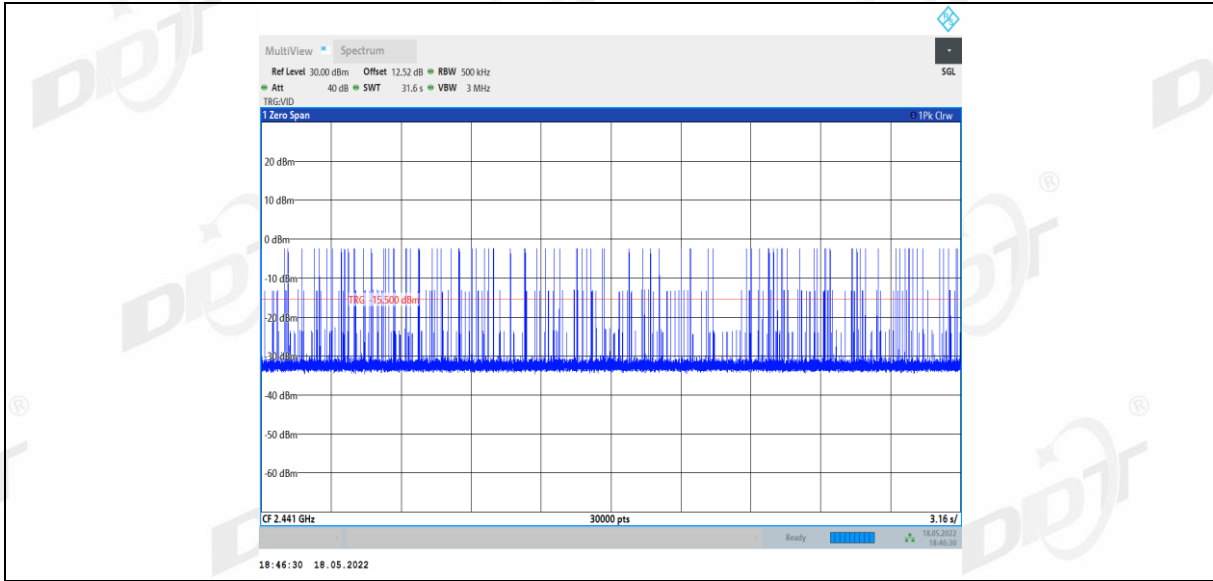 MultiView Spectrum
Ref Level 30.00 dBm Offset 12.52 dB RBW 500 kHz SGL
Att 40 dB SWT 31.6 s VBW 3 MHz
TRG:VID
1 Zero Span 1Pk Clrw
20 dBm
10 dBm
0 dBm
-10 dBm
TRG -15.500 dBm
-20 dBm
-30 dBm
-40 dBm
-50 dBm
-60 dBm
CF 2.441 GHz 30000 pts 3.16 s/
Ready 18.05.2022
18:46:30
18:46:30 18.05.2022
DDT
®